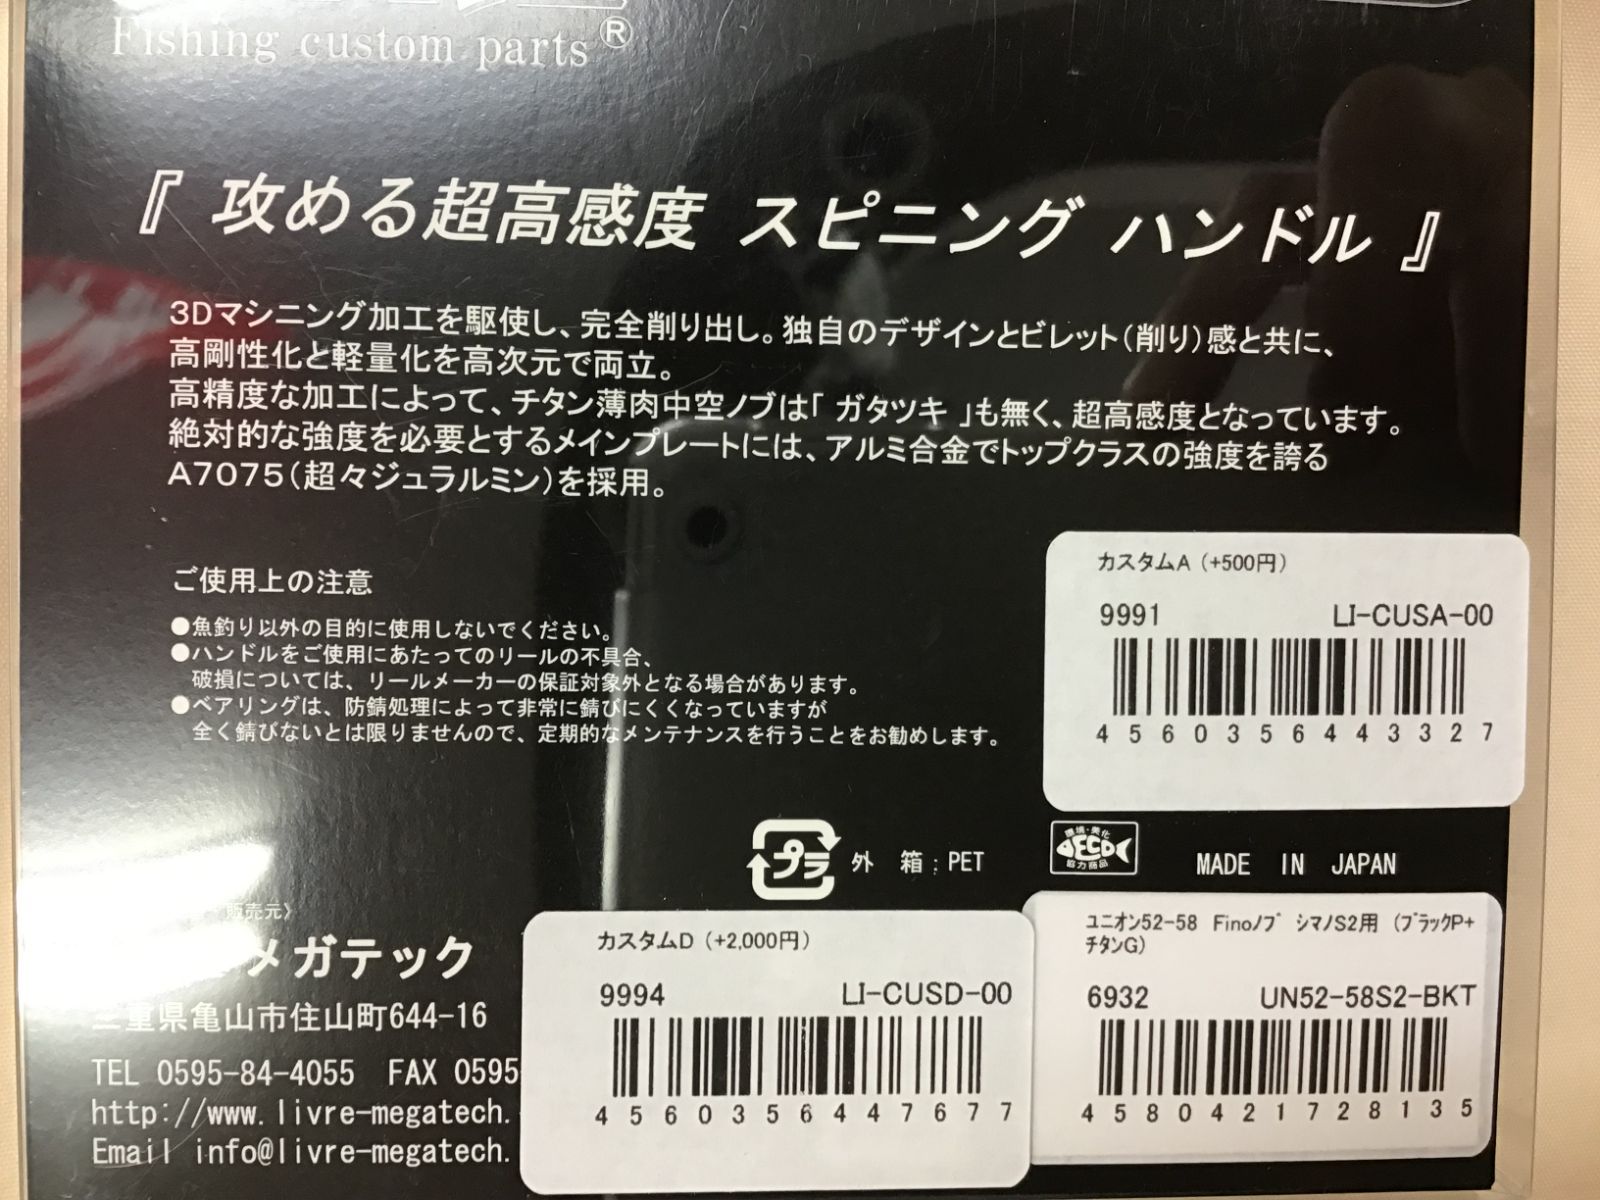 Fishing custom parts®
『 攻める超高感度 スピニング ハンドル 』
3Dマシニング加工を駆使し、完全削り出し。独自のデザインとビレット(削り)感と共に、
高剛性化と軽量化を高次元で両立。
高精度な加工によって、チタン薄肉中空ノブは「 ガタツキ 」も無く、超高感度となっています。
絶対的な強度を必要とするメインプレートには、アルミ合金でトップクラスの強度を誇る
A7075(超々ジュラルミン)を採用。
ご使用上の注意
●魚釣り以外の目的に使用しないでください。
●ハンドルをご使用にあたってのリールの不具合、
破損については、リールメーカーの保証対象外となる場合があります。
●ベアリングは、防錆処理によって非常に錆びにくくなっていますが
全く錆びないとは限りませんので、定期的なメンテナンスを行うことをお勧めします。
カスタムA (+500円)
9991 LI-CUSA-00
4560356443327
プラ 外 箱:PET
環境・美化
ECO
協力商品
MADE IN JAPAN
販売元〉
メガテック
三重県亀山市住山町644-16
TEL 0595-84-4055 FAX 0595
http://www.livre-megatech.
Email info@livre-megatech.
カスタムD (+2,000円)
9994 LI-CUSD-00
4560356447677
ユニオン52-58 Finoノブ シマノS2用 (ブラックP+
チタンG)
6932 UN52-58S2-BKT
4580421728135